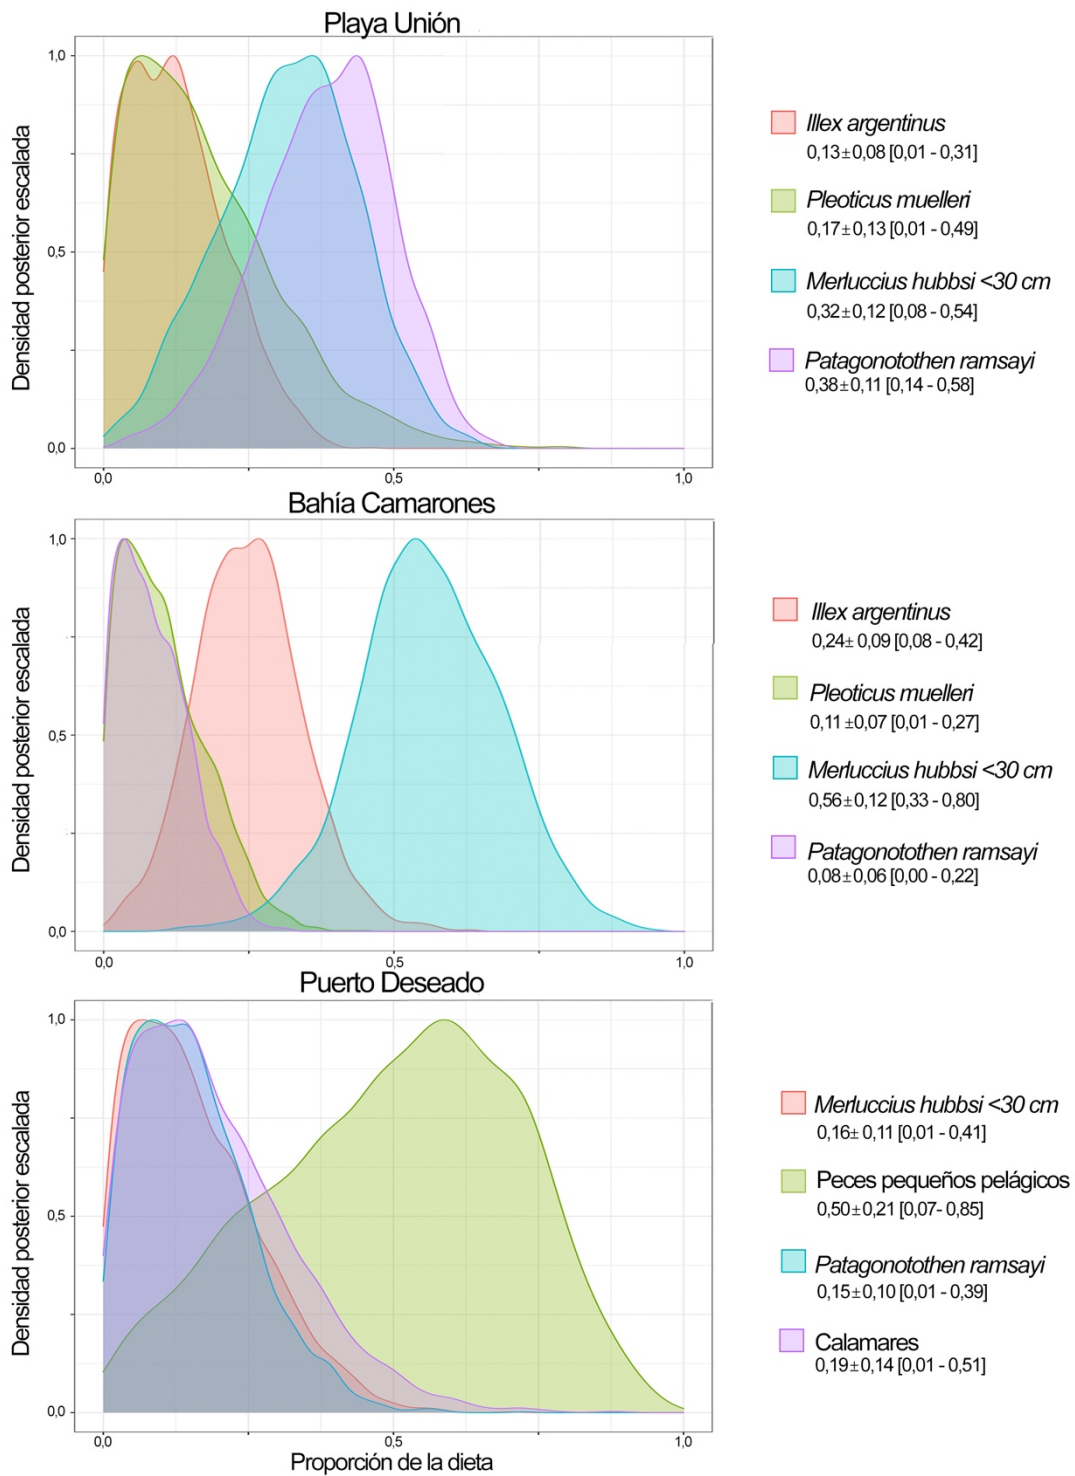 Playa Unión
Densidad posterior escalada
1,0
0,5
0,0
0,0 0,5 1,0
Illex argentinus
0,13±0,08 [0,01 - 0,31]
Pleoticus muelleri
0,17±0,13 [0,01 - 0,49]
Merluccius hubbsi <30 cm
0,32±0,12 [0,08 - 0,54]
Patagonotothen ramsayi
0,38±0,11 [0,14 - 0,58]
Bahía Camarones
Densidad posterior escalada
1,0
0,5
0,0
0,0 0,5 1,0
Illex argentinus
0,24± 0,09 [0,08 - 0,42]
Pleoticus muelleri
0,11 ±0,07 [0,01 - 0,27]
Merluccius hubbsi <30 cm
0,56±0,12 [0,33 - 0,80]
Patagonotothen ramsayi
0,08±0,06 [0,00 - 0,22]
Puerto Deseado
Densidad posterior escalada
1,0
0,5
0,0
0,0 0,5 1,0
Proporción de la dieta
Merluccius hubbsi <30 cm
0,16± 0,11 [0,01 - 0,41]
Peces pequeños pelágicos
0,50±0,21 [0,07- 0,85]
Patagonotothen ramsayi
0,15±0,10 [0,01 - 0,39]
Calamares
0,19±0,14 [0,01 - 0,51]